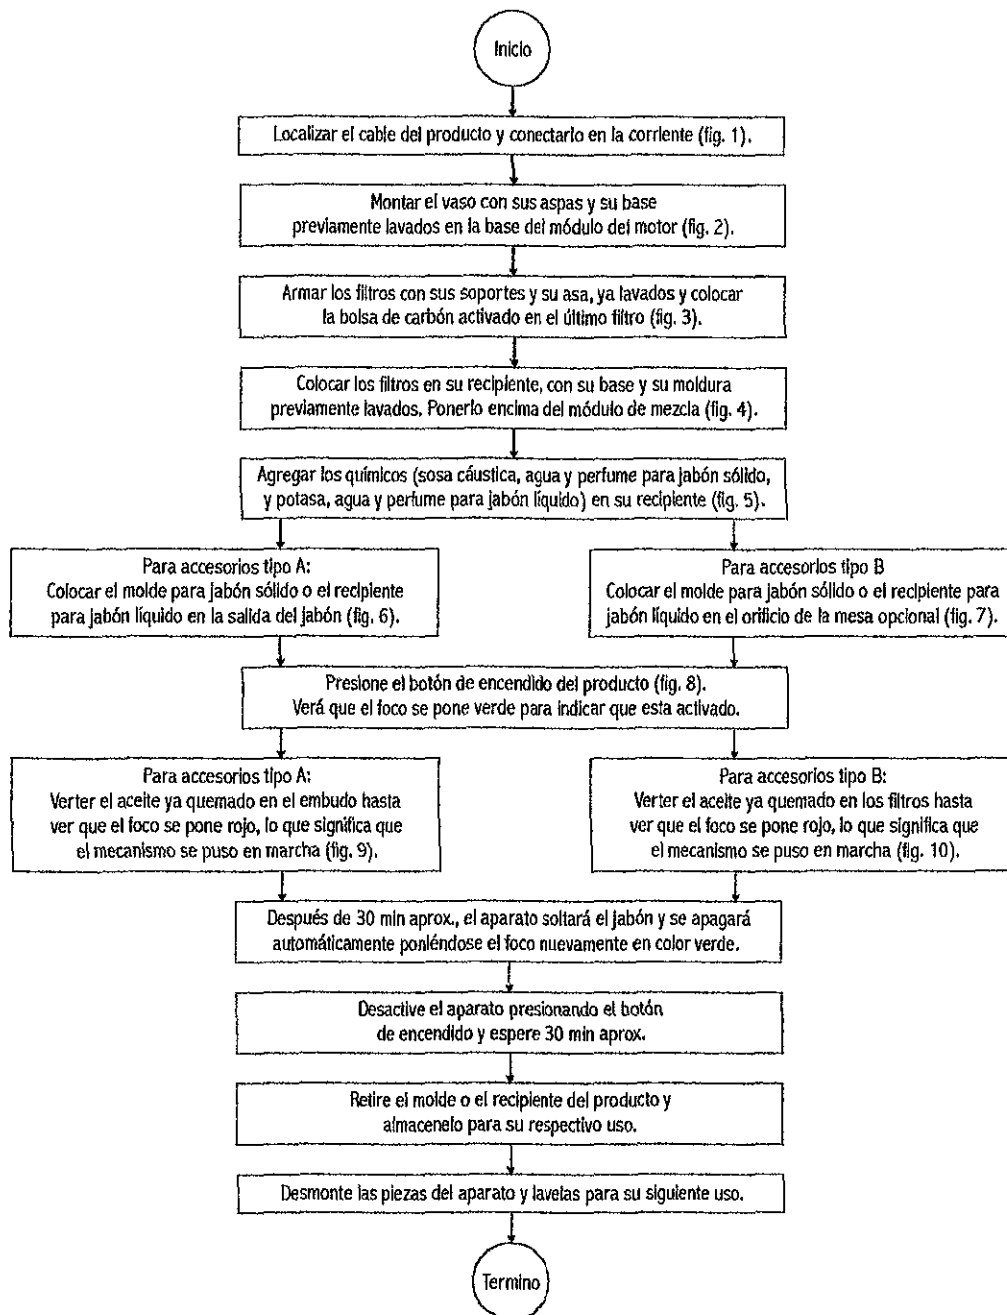 Inicio
Localizar el cable del producto y conectarlo en la corriente (fig. 1).
Montar el vaso con sus aspas y su base
previamente lavados en la base del módulo del motor (fig. 2).
Armar los filtros con sus soportes y su asa, ya lavados y colocar
la bolsa de carbón activado en el último filtro (fig. 3).
Colocar los filtros en su recipiente, con su base y su moldura
previamente lavados. Ponerlo encima del módulo de mezcla (fig. 4).
Agregar los químicos (sosa cáustica, agua y perfume para jabón sólido,
y potasa, agua y perfume para jabón líquido) en su recipiente (fig. 5).
Para accesorios tipo A:
Colocar el molde para jabón sólido o el recipiente
para jabón líquido en la salida del jabón (fig. 6).
Para accesorios tipo B
Colocar el molde para jabón sólido o el recipiente para
jabón líquido en el orificio de la mesa opcional (fig. 7).
Presione el botón de encendido del producto (fig. 8).
Verá que el foco se pone verde para indicar que esta activado.
Para accesorios tipo A:
Verter el aceite ya quemado en el embudo hasta
ver que el foco se pone rojo, lo que significa que
el mecanismo se puso en marcha (fig. 9).
Para accesorios tipo B:
Verter el aceite ya quemado en los filtros hasta
ver que el foco se pone rojo, lo que significa que
el mecanismo se puso en marcha (fig. 10).
Después de 30 min aprox., el aparato soltará el jabón y se apagará
automáticamente poniéndose el foco nuevamente en color verde.
Desactive el aparato presionando el botón
de encendido y espere 30 min aprox.
Retire el molde o el recipiente del producto y
almacenelo para su respectivo uso.
Desmonte las piezas del aparato y lavelas para su siguiente uso.
Termino